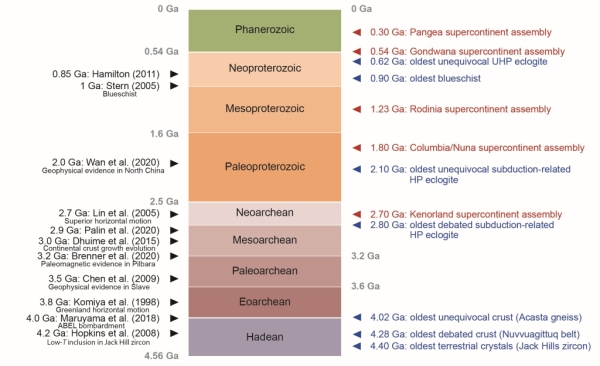 0 Ga
0 Ga
Phanerozoic
0.30 Ga: Pangea supercontinent assembly
0.54 Ga
0.54 Ga: Gondwana supercontinent assembly
0.62 Ga: oldest unequivocal UHP eclogite
Neoproterozoic
0.85 Ga: Hamilton (2011)
0.90 Ga: oldest blueschist
1 Ga: Stern (2005)
Blueschist
Mesoproterozoic
1.23 Ga: Rodinia supercontinent assembly
1.6 Ga
1.80 Ga: Columbia/Nuna supercontinent assembly
2.0 Ga: Wan et al. (2020)
Geophysical evidence in North China
Paleoproterozoic
2.10 Ga: oldest unequivocal subduction-related
HP eclogite
2.5 Ga
2.7 Ga: Lin et al. (2005)
Superior horizontal motion
Neoarchean
2.70 Ga: Kenorland supercontinent assembly
2.80 Ga: oldest debated subduction-related
HP eclogite
2.9 Ga: Palin et al. (2020)
3.0 Ga: Dhuime et al. (2015)
Continental crust growth evolution
Mesoarchean
3.2 Ga: Brenner et al. (2020)
Paleomagnetic evidence in Pilbara
3.2 Ga
Paleoarchean
3.5 Ga: Chen et al. (2009)
Geophysical evidence in Slave
3.6 Ga
3.8 Ga: Komiya et al. (1998)
Greenland horizontal motion
Eoarchean
4.0 Ga: Maruyama et al. (2018)
ABEL bombardment
4.02 Ga: oldest unequivocal crust (Acasta gneiss)
4.2 Ga: Hopkins et al. (2008)
Low-T inclusion in Jack Hill zircon
Hadean
4.28 Ga: oldest debated crust (Nuvvuagittuq belt)
4.40 Ga: oldest terrestrial crystals (Jack Hills zircon)
4.56 Ga